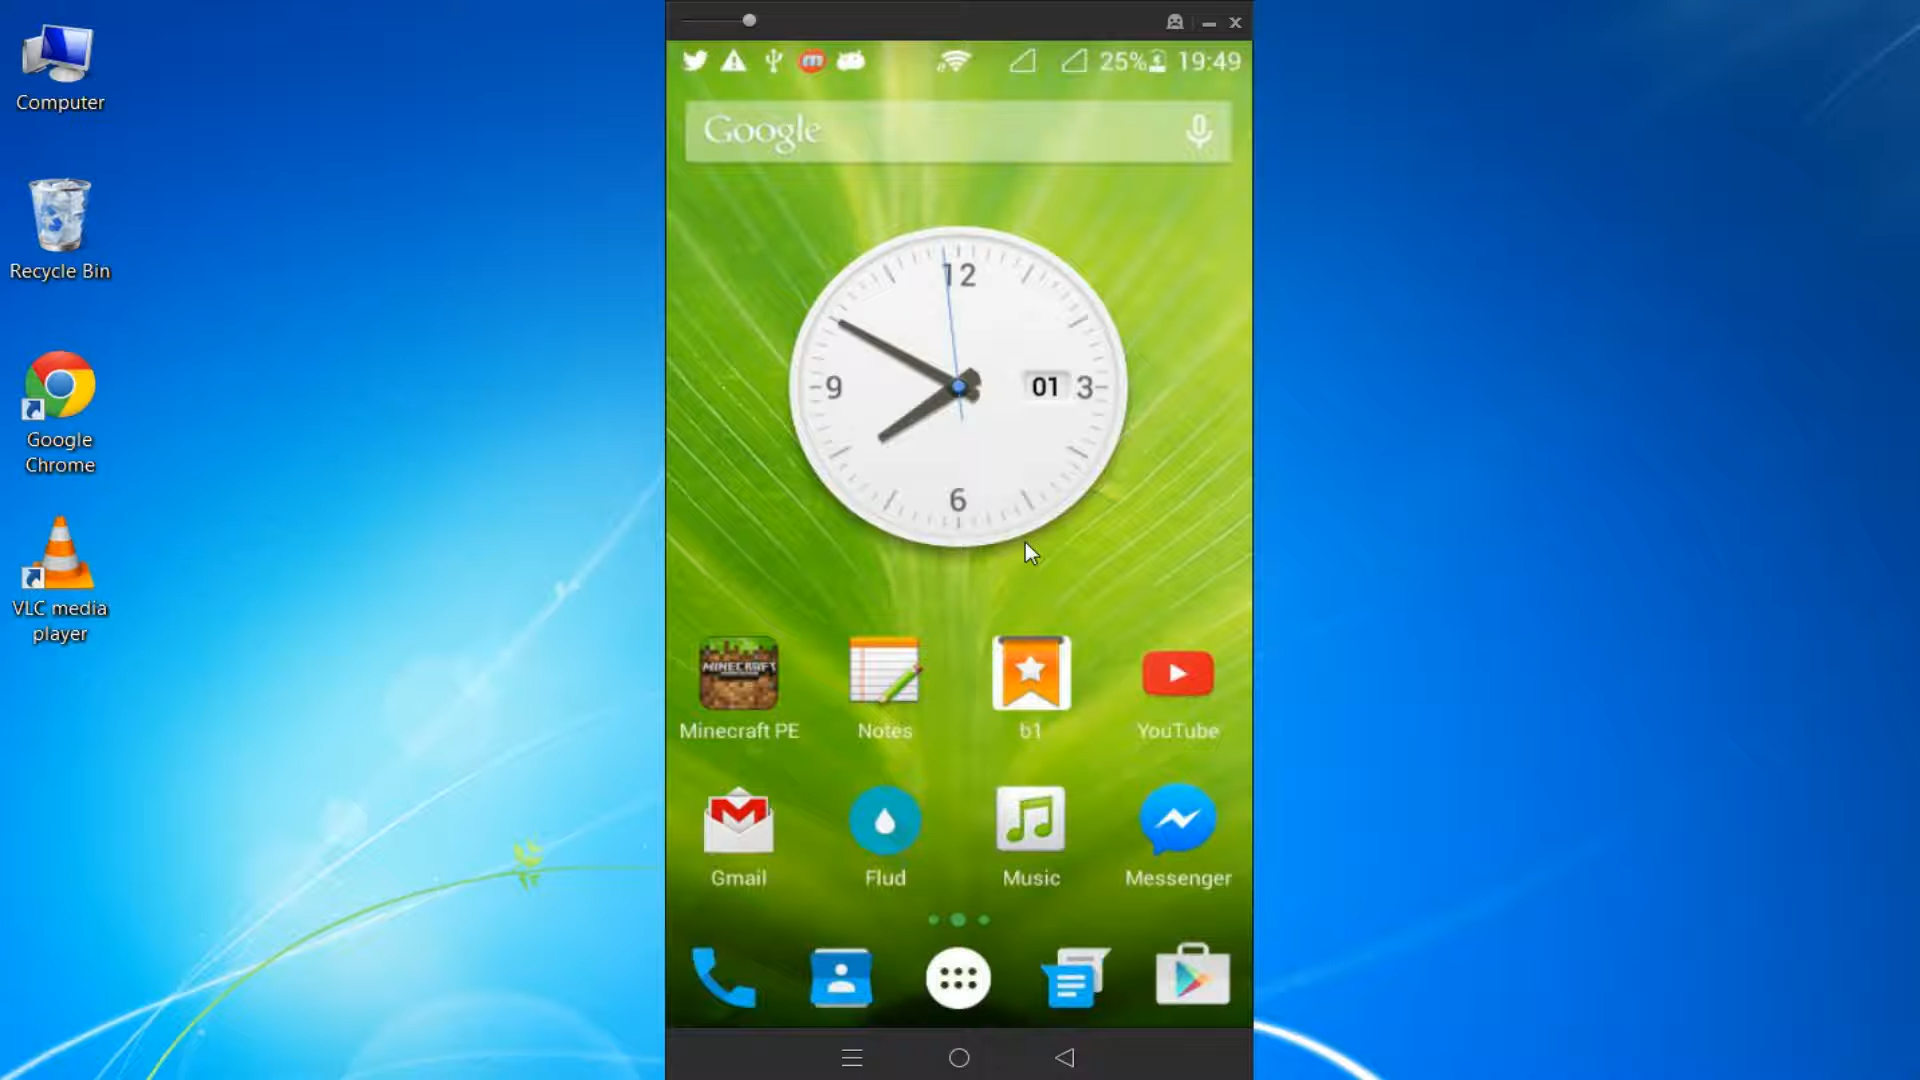 Computer
Recycle Bin
Google
Chrome
VLC media
player
25%
19:49
Google
12
9
01
3
6
MINECRAFT
Minecraft PE
Notes
b1
YouTube
Gmail
Flud
Music
Messenger